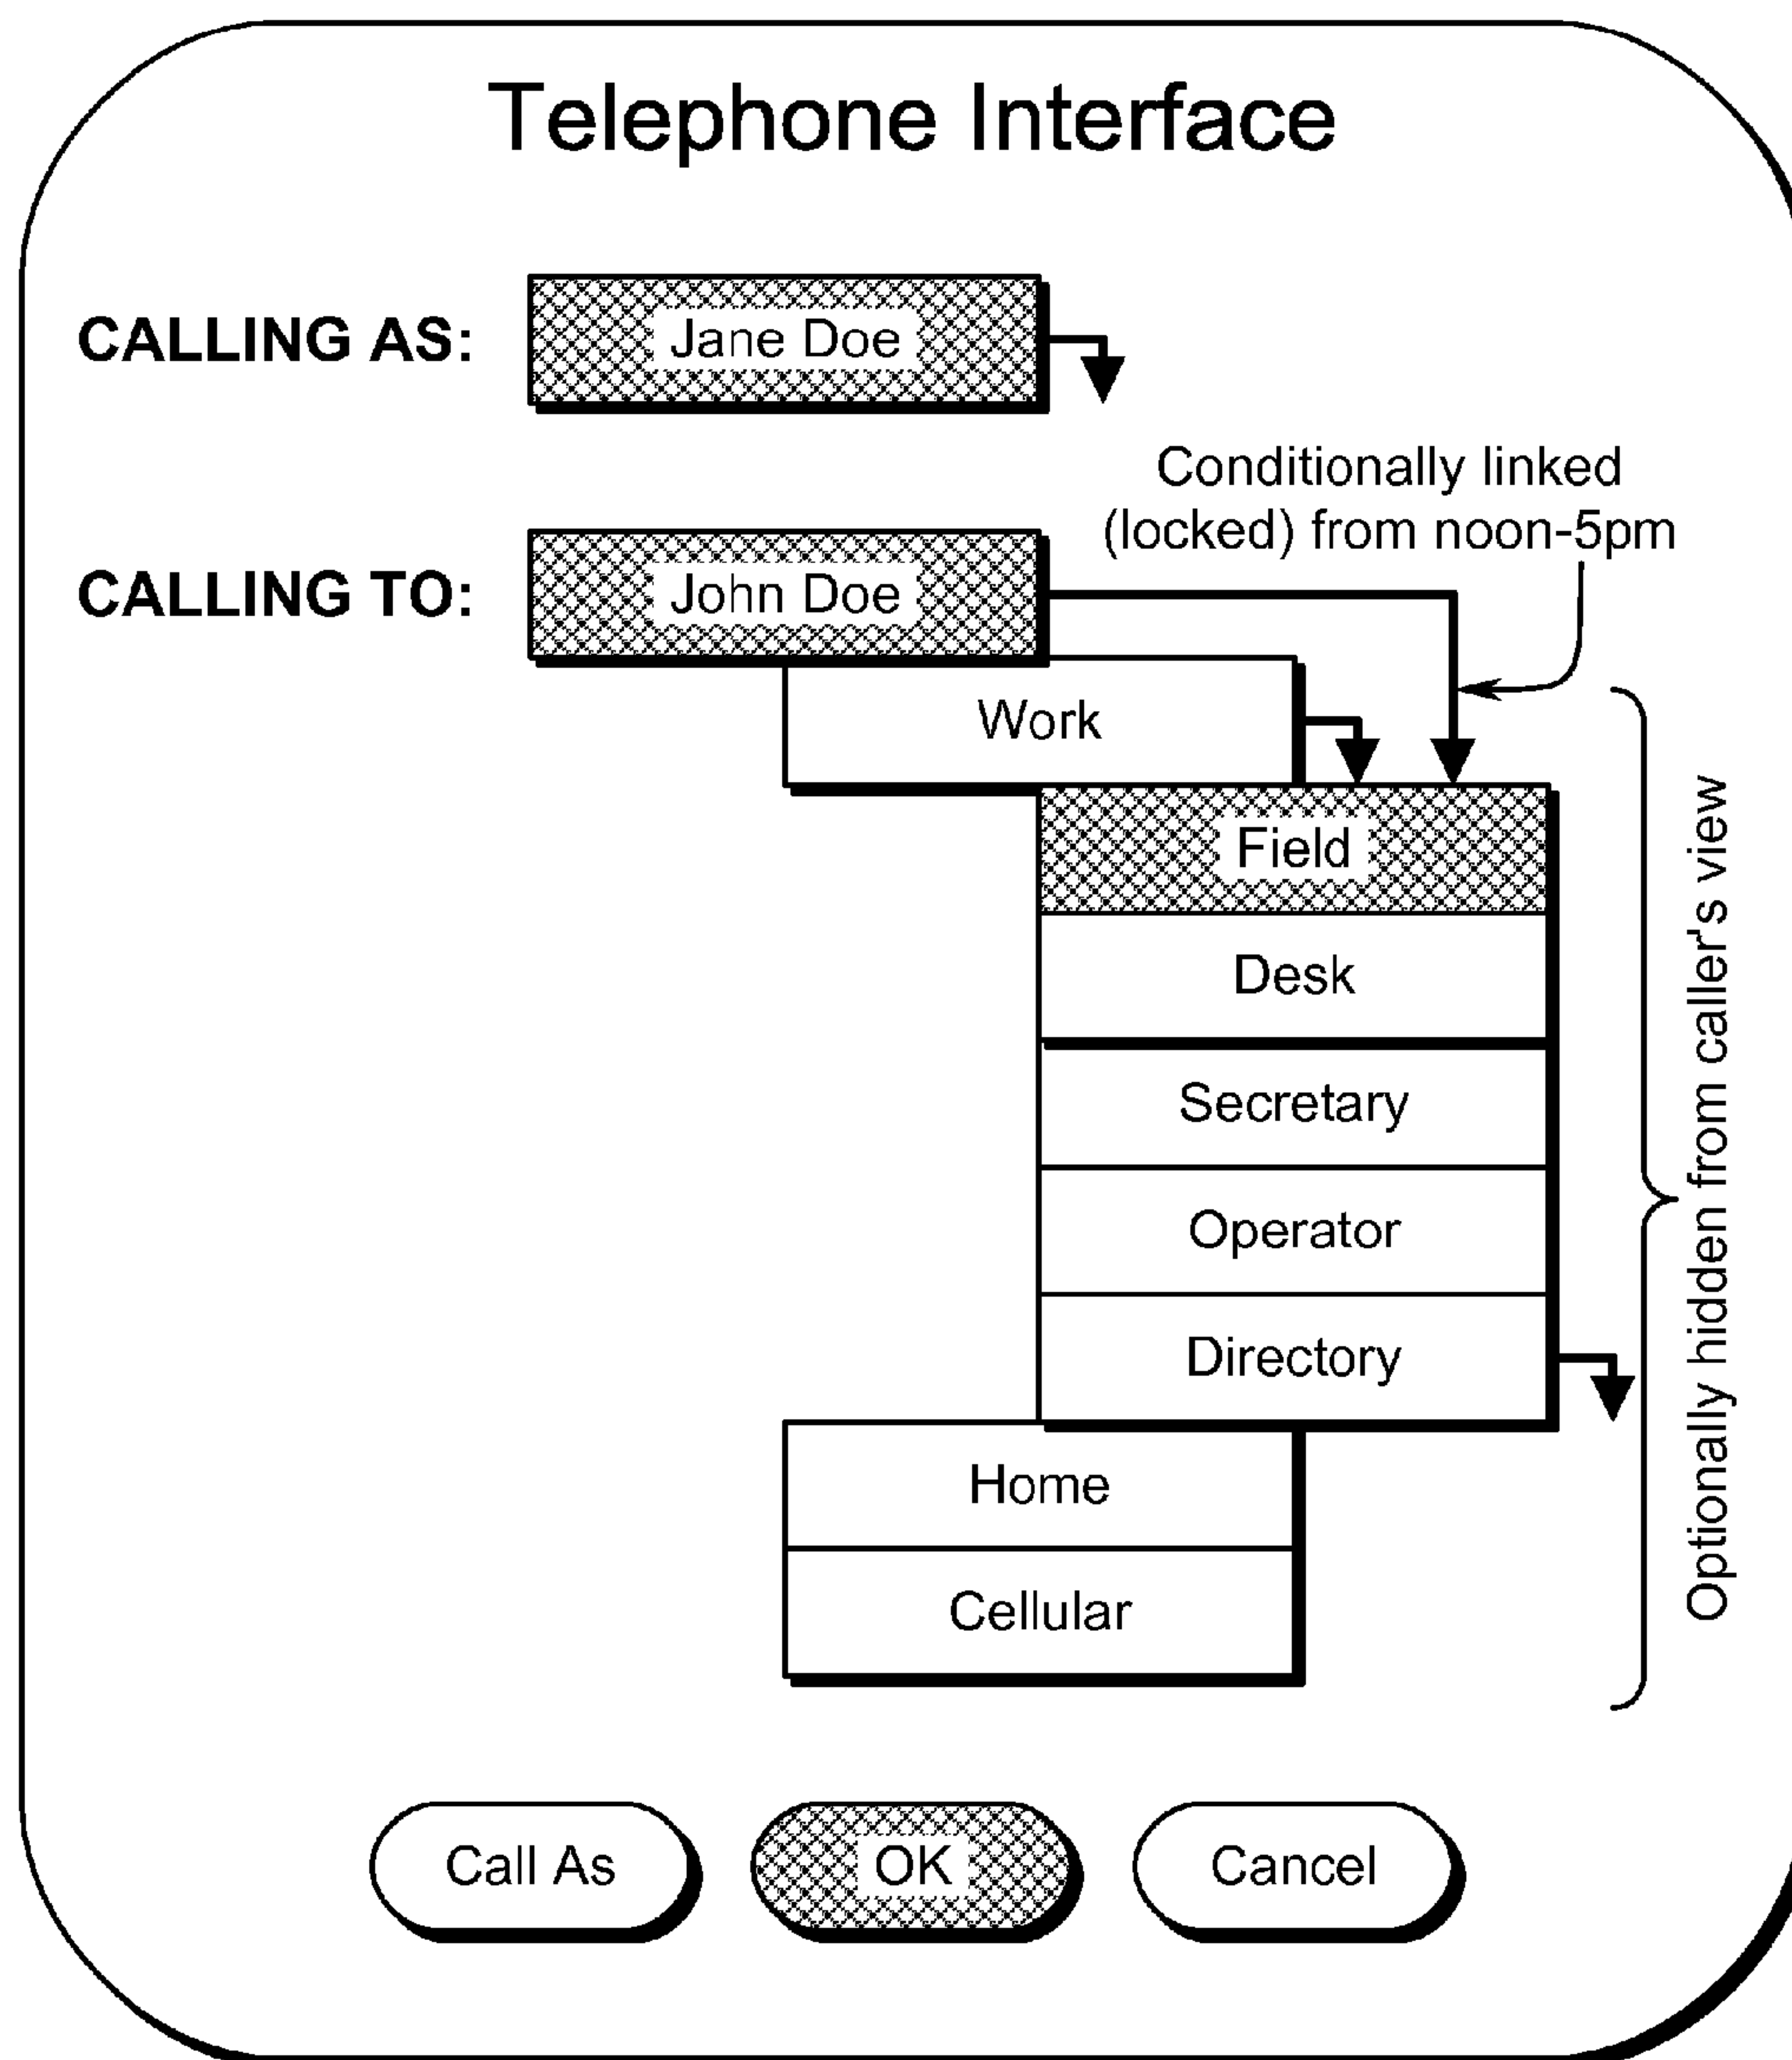 Telephone Interface
CALLING AS:
Jane Doe
Conditionally linked
(locked) from noon-5pm
CALLING TO:
John Doe
Work
Field
Desk
Secretary
Operator
Directory
Home
Cellular
Optionally hidden from caller's view
Call As
OK
Cancel